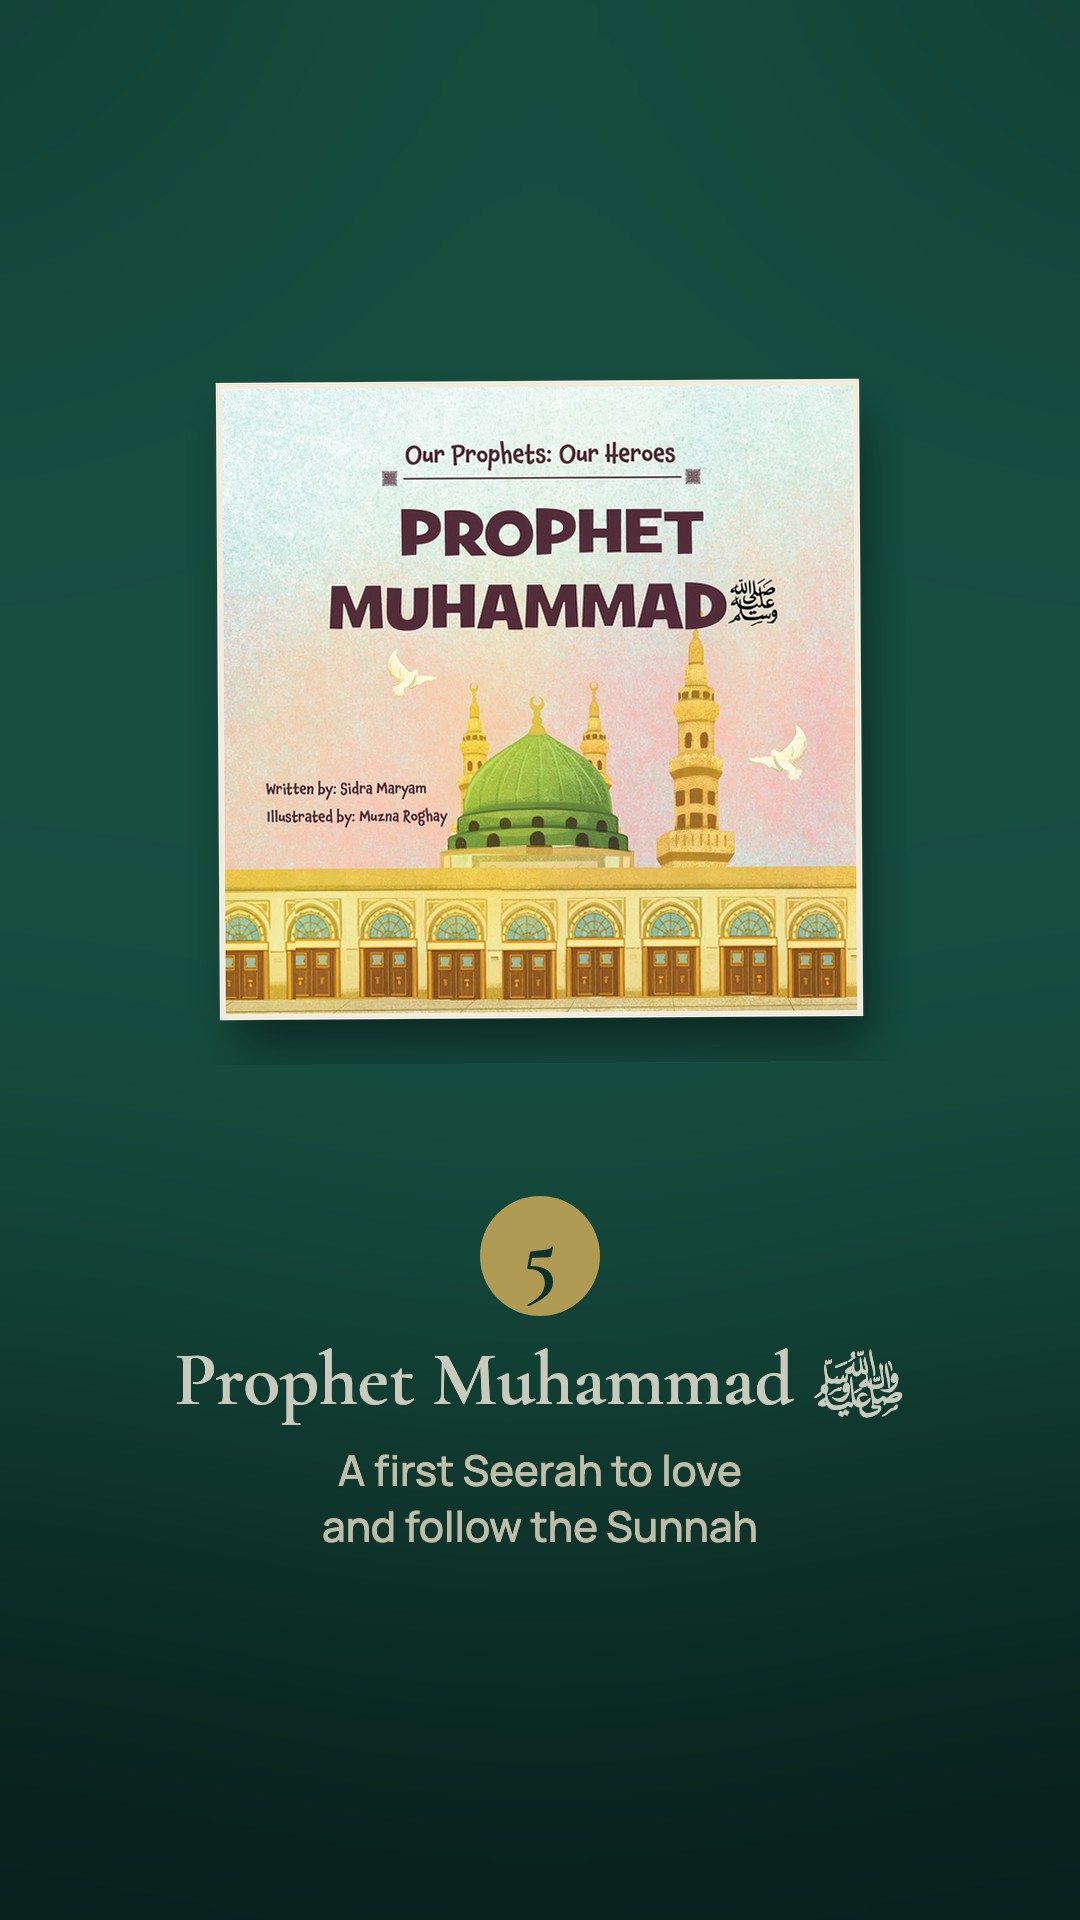 Our Prophets: Our Heroes
PROPHET
MUHAMMAD ﷺ
Written by: Sidra Maryam
Illustrated by: Muzna Roghay
5
Prophet Muhammad ﷺ
A first Seerah to love
and follow the Sunnah